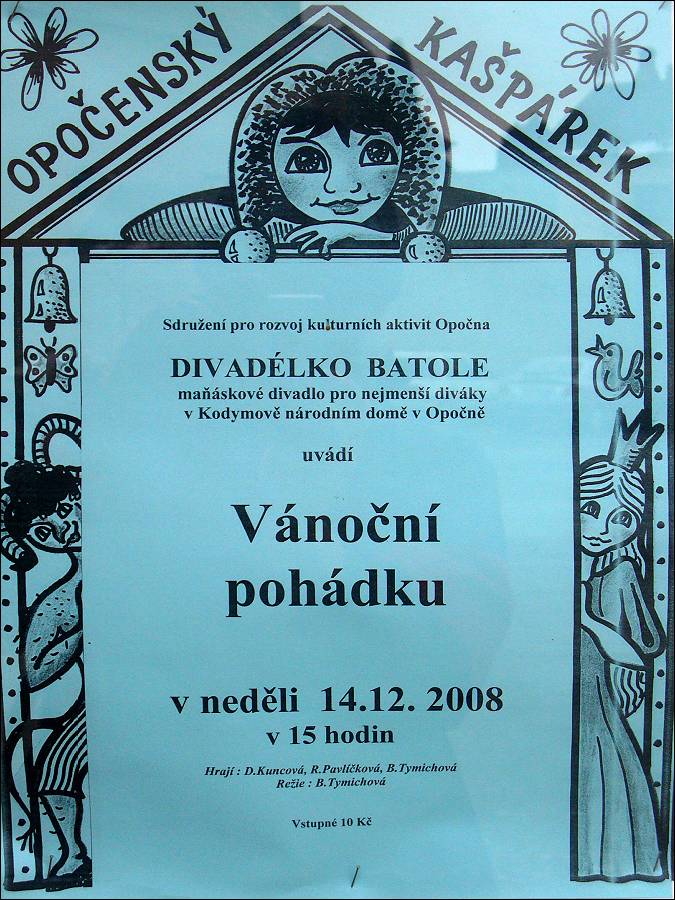 OPOČENSKÝ KAŠPÁREK
Sdružení pro rozvoj kulturních aktivit Opočna
DIVADÉLKO BATOLE
maňáskové divadlo pro nejmenší diváky
v Kodymově národním domě v Opočně
uvádí
Vánoční
pohádku
v neděli 14.12. 2008
v 15 hodin
Hrají : D.Kuncová, R.Pavlíčková, B.Tymichová
Režie : B.Tymichová
Vstupné 10 Kč